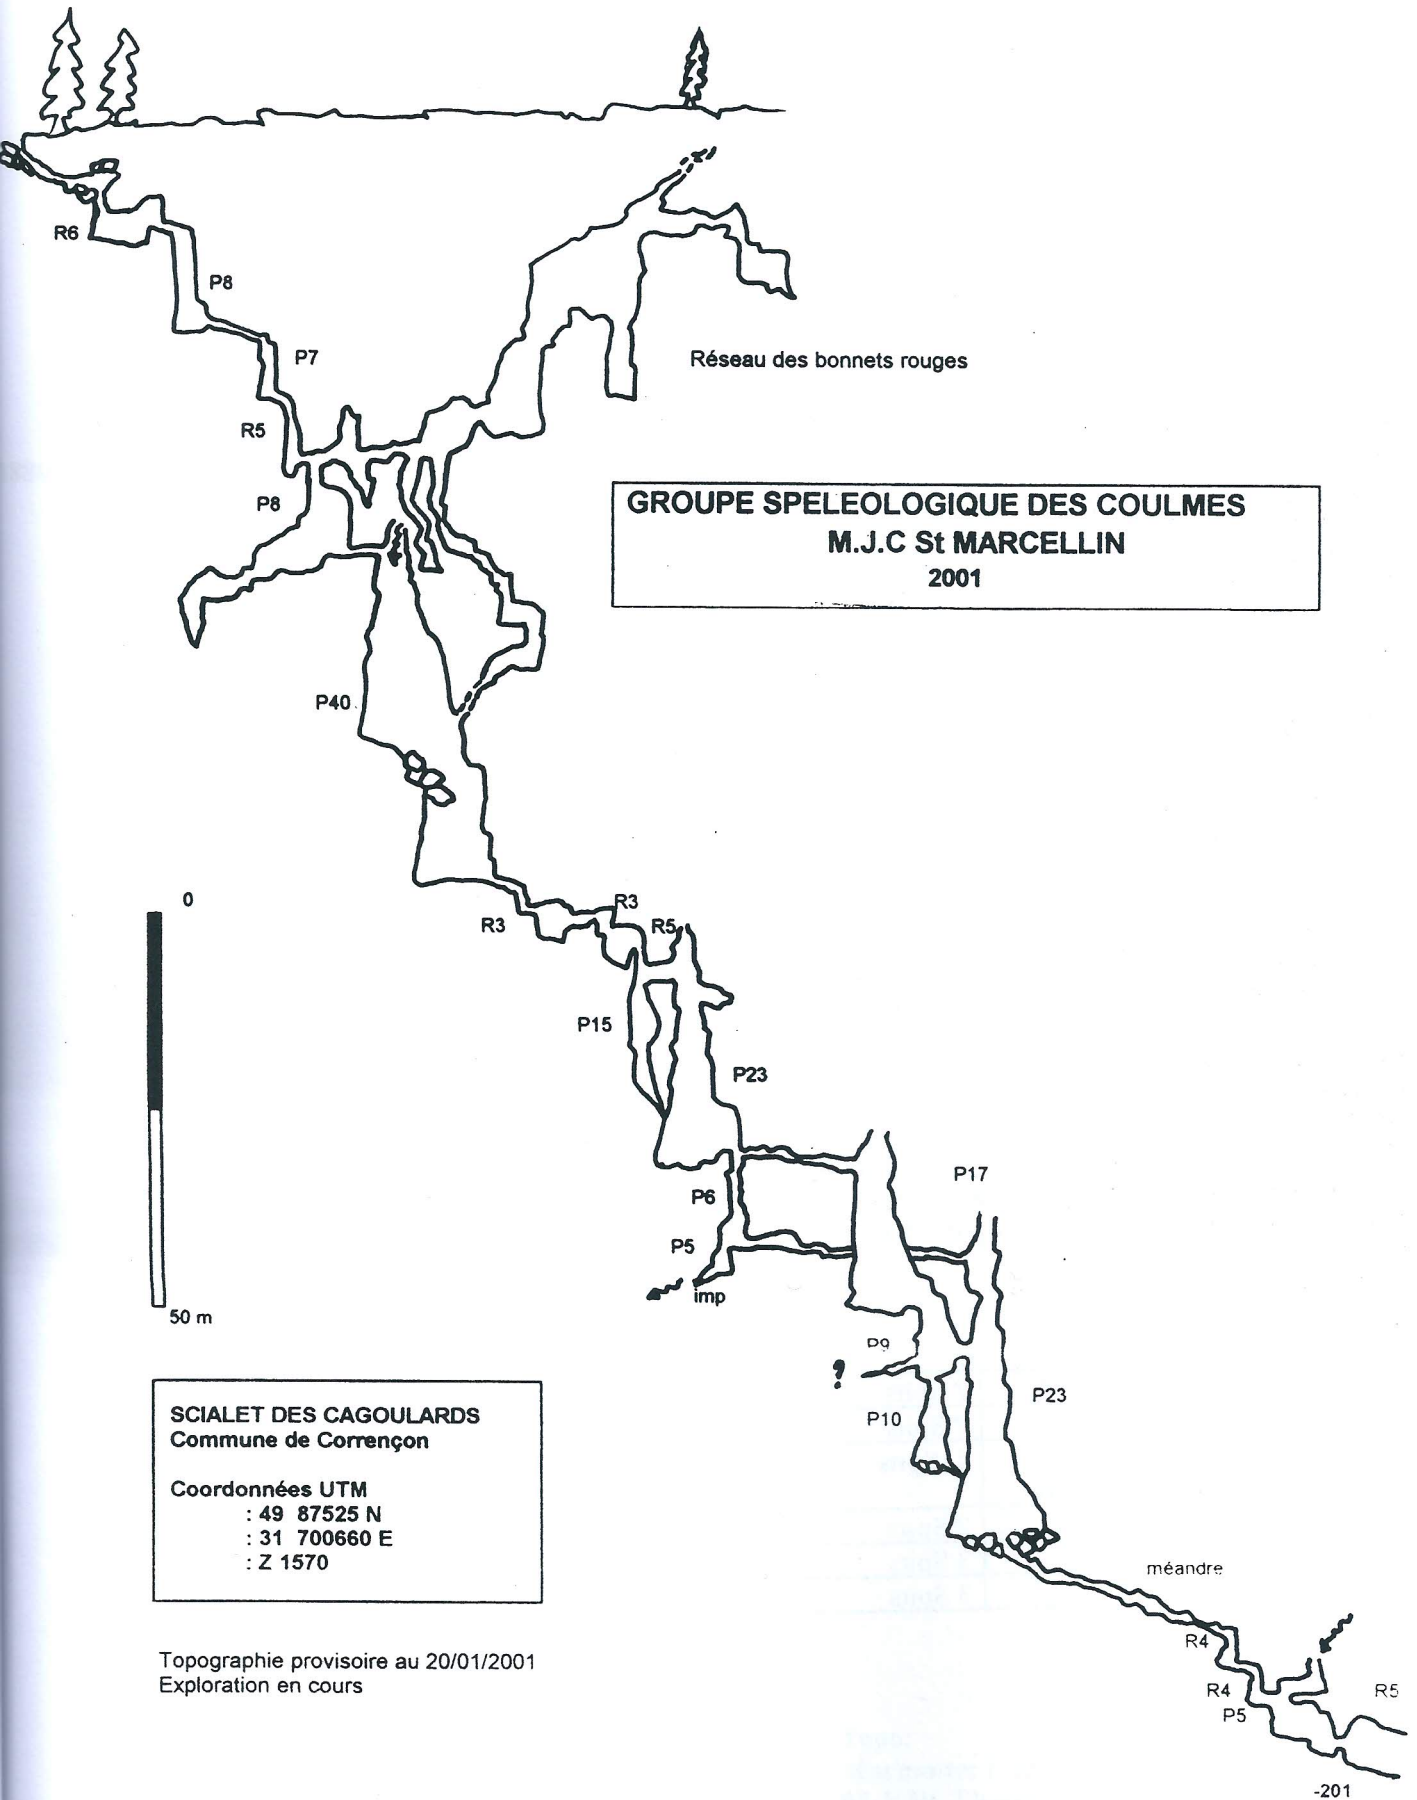 R6
P8
P7
Réseau des bonnets rouges
R5
P8
GROUPE SPELEOLOGIQUE DES COULMES
M.J.C St MARCELLIN
2001
P40
0
R3
R3
R5
P15
P23
P17
P6
P5
imp
50 m
P9
?
P10
P23
SCIALET DES CAGOULARDS
Commune de Corrençon
Coordonnées UTM
: 49 87525 N
: 31 700660 E
: Z 1570
méandre
R4
Topographie provisoire au 20/01/2001
Exploration en cours
R4
R5
P5
-201